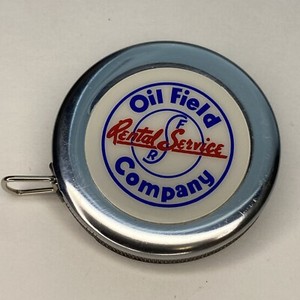 Oil Field
Rental Service
Company